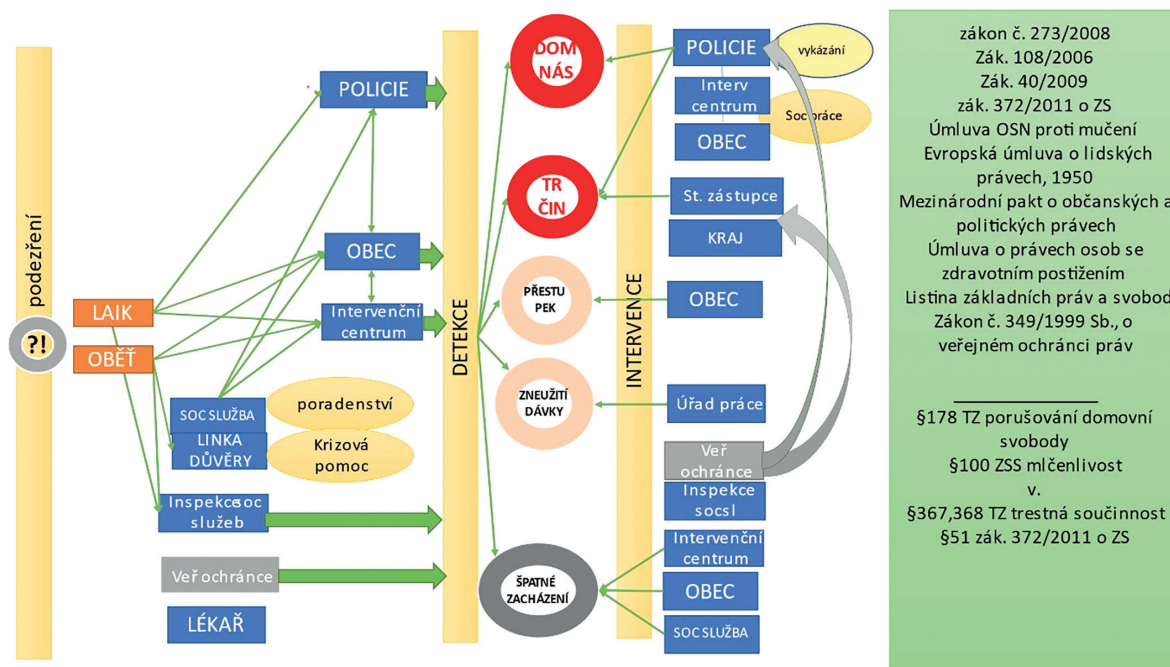 podezření
?!
LAIK
OBĚŤ
POLICIE
OBEC
Intervenční
centrum
SOC SLUŽBA
LINKA
DŮVĚRY
poradenství
Krizová
pomoc
Inspekce soc
služeb
Veř ochránce
LÉKAŘ
DETEKCE
DOM
NÁS
TR
ČIN
PŘESTU
PEK
ZNEUŽITÍ
DÁVKY
ŠPATNÉ
ZACHÁZENÍ
INTERVENCE
POLICIE
vykázání
Interv
centrum
Soc práce
OBEC
St. zástupce
KRAJ
OBEC
Úřad práce
Veř
ochránce
Inspekce
socsl
Intervenční
centrum
OBEC
SOC SLUŽBA
zákon č. 273/2008
Zák. 108/2006
Zák. 40/2009
zák. 372/2011 o ZS
Úmluva OSN proti mučení
Evropská úmluva o lidských
právech, 1950
Mezinárodní pakt o občanských a
politických právech
Úmluva o právech osob se
zdravotním postižením
Listina základních práv a svobod
Zákon č. 349/1999 Sb., o
veřejném ochránci práv
§178 TZ porušování domovní
svobody
§100 ZSS mlčenlivost
v.
§367,368 TZ trestná součinnost
§51 zák. 372/2011 o ZS